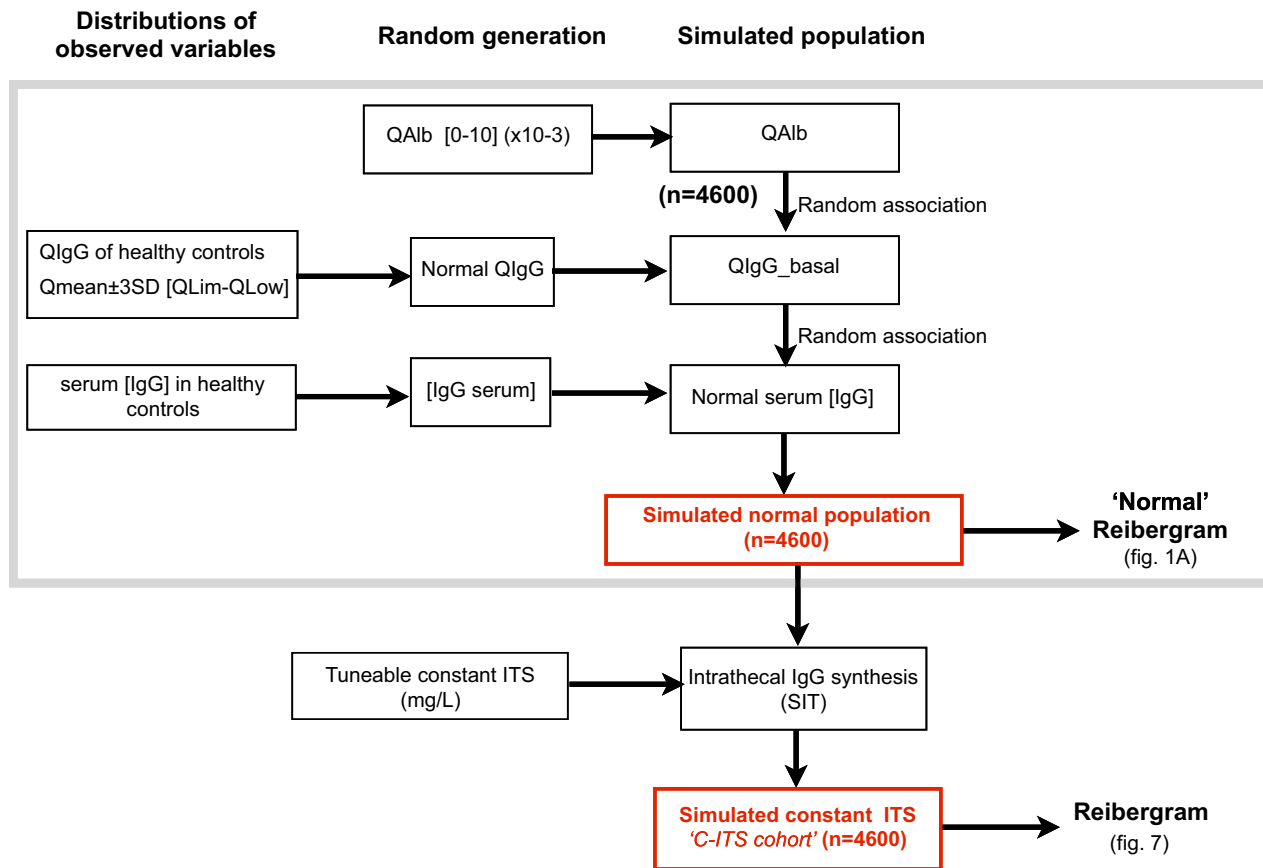 Distributions of
observed variables
Random generation
Simulated population
QAlb [0-10] (x10-3)
QAlb
(n=4600)
Random association
QIgG of healthy controls
Qmean±3SD [QLim-QLow]
Normal QIgG
QIgG_basal
Random association
serum [IgG] in healthy
controls
[IgG serum]
Normal serum [IgG]
Simulated normal population
(n=4600)
‘Normal’
Reibergram
(fig. 1A)
Tuneable constant ITS
(mg/L)
Intrathecal IgG synthesis
(SIT)
Simulated constant ITS
‘C-ITS cohort’ (n=4600)
Reibergram
(fig. 7)